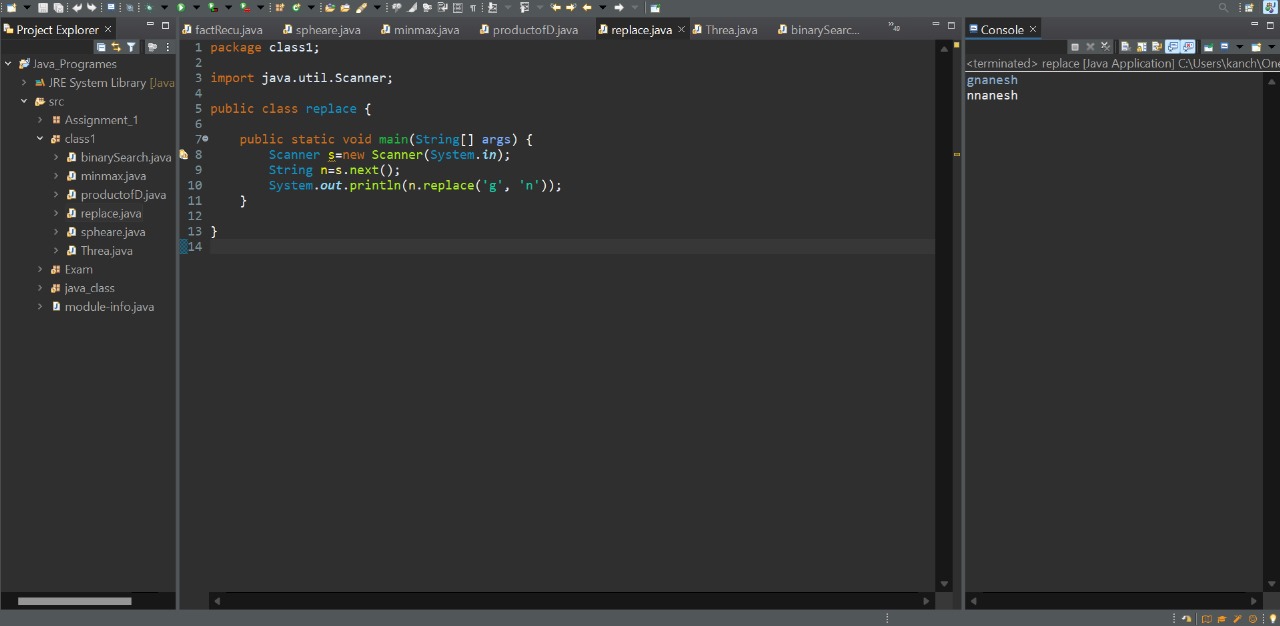 Project Explorer
Java_Programes
JRE System Library [Java
src
Assignment_1
class1
binarySearch.java
minmax.java
productofD.java
replace.java
spheare.java
Threa.java
Exam
java_class
module-info.java
factRecu.java spheare.java minmax.java productofD.java replace.java Threa.java binarySearc... »40
1 package class1;
2
3 import java.util.Scanner;
4
5 public class replace {
6
7 public static void main(String[] args) {
8 Scanner s=new Scanner(System.in);
9 String n=s.next();
10 System.out.println(n.replace('g', 'n'));
11 }
12
13 }
14
Console
<terminated> replace [Java Application] C:\Users\kanch\One
gnanesh
nnanesh